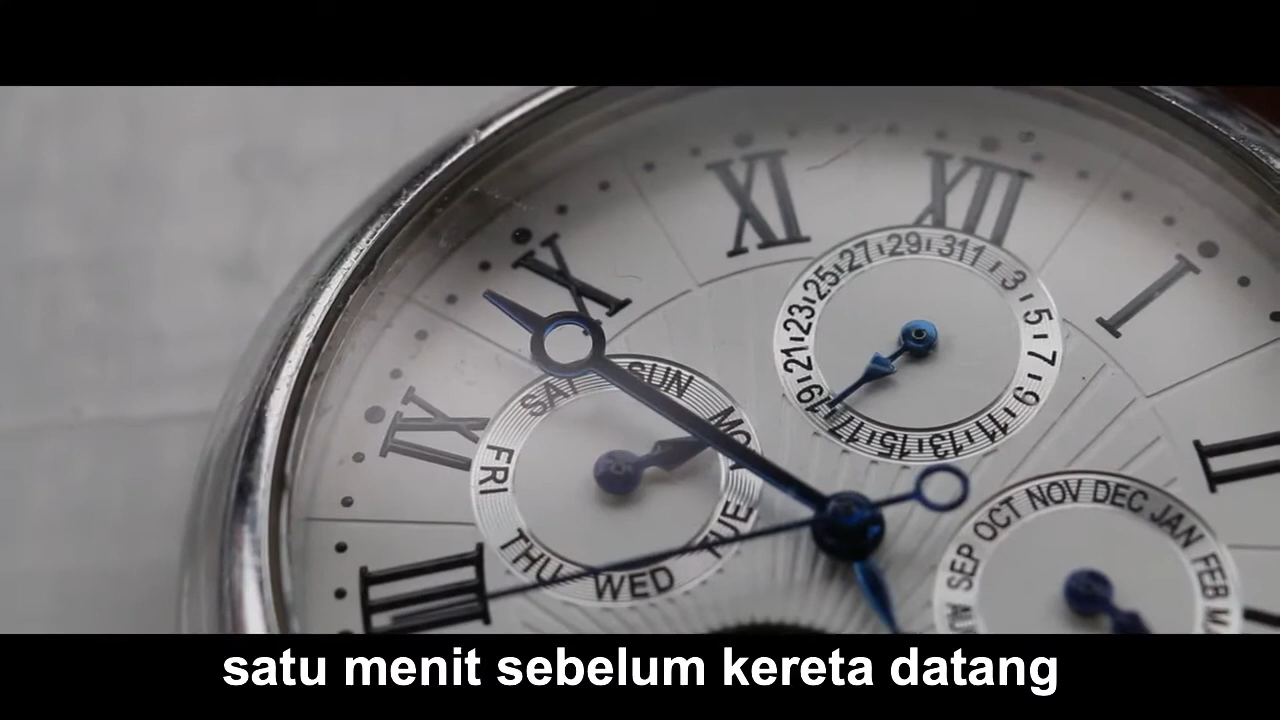 XI XII
X I
IX II
VIII
27 29 31 1 3 5 7 9 11 13 15 17 19 21 23 25
SUN MON TUE WED THU FRI SAT
SEP OCT NOV DEC JAN FEB
satu menit sebelum kereta datang